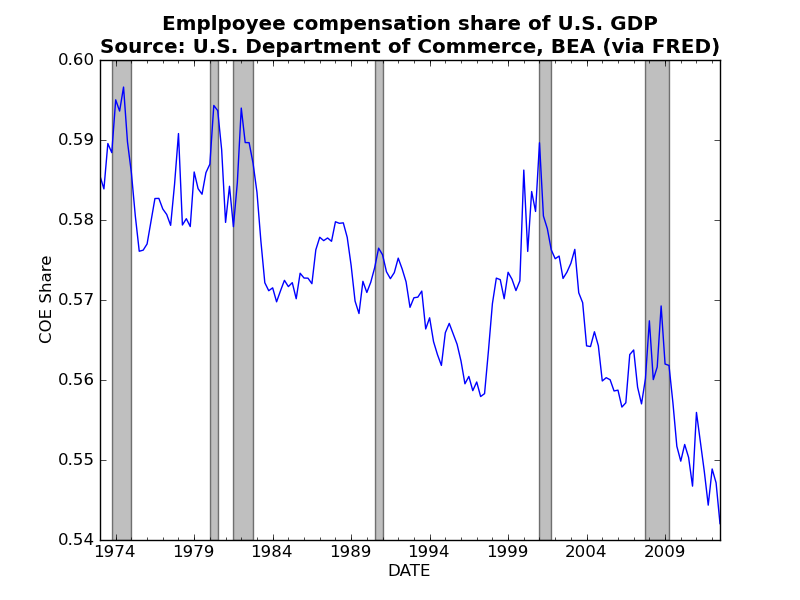 Emplpoyee compensation share of U.S. GDP
Source: U.S. Department of Commerce, BEA (via FRED)
0.60
0.59
0.58
0.57
0.56
0.55
0.54
COE Share
1974 1979 1984 1989 1994 1999 2004 2009
DATE